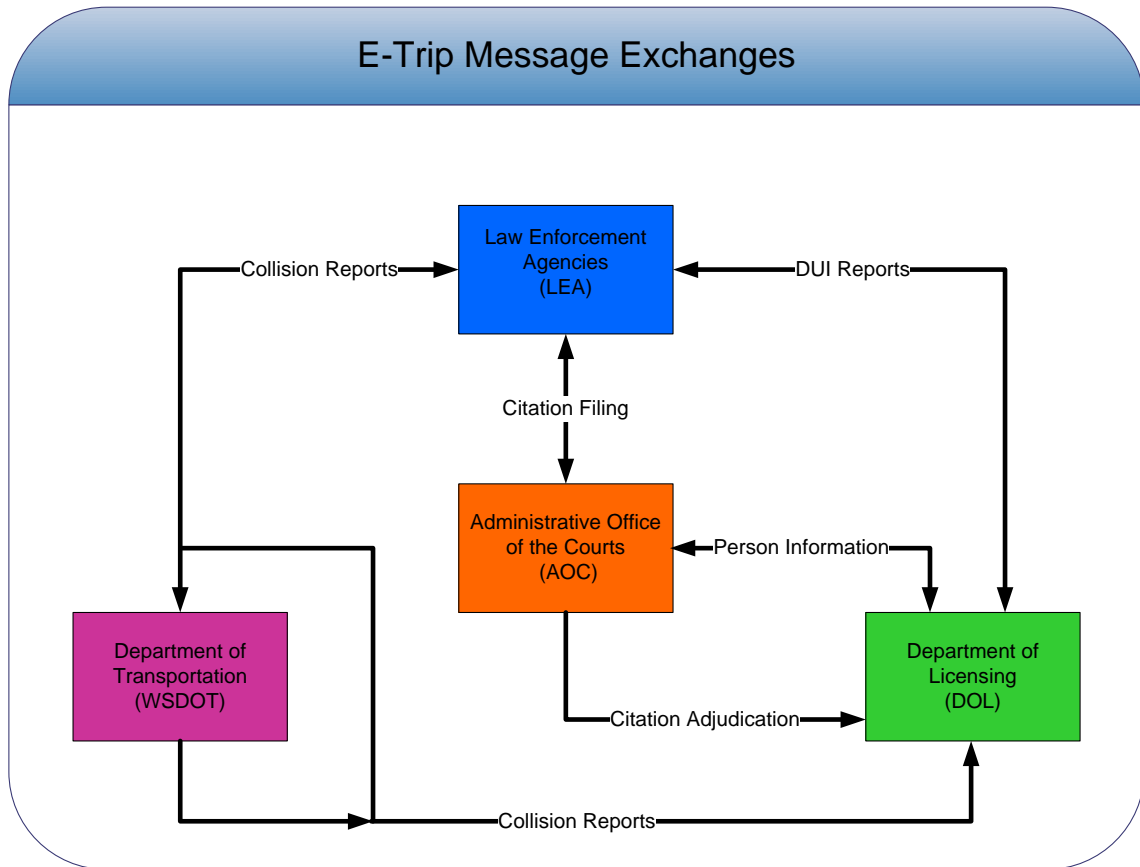 E-Trip Message Exchanges
Law Enforcement
Agencies
(LEA)
Collision Reports
DUI Reports
Citation Filing
Administrative Office
of the Courts
(AOC)
Person Information
Department of
Transportation
(WSDOT)
Department of
Licensing
(DOL)
Citation Adjudication
Collision Reports